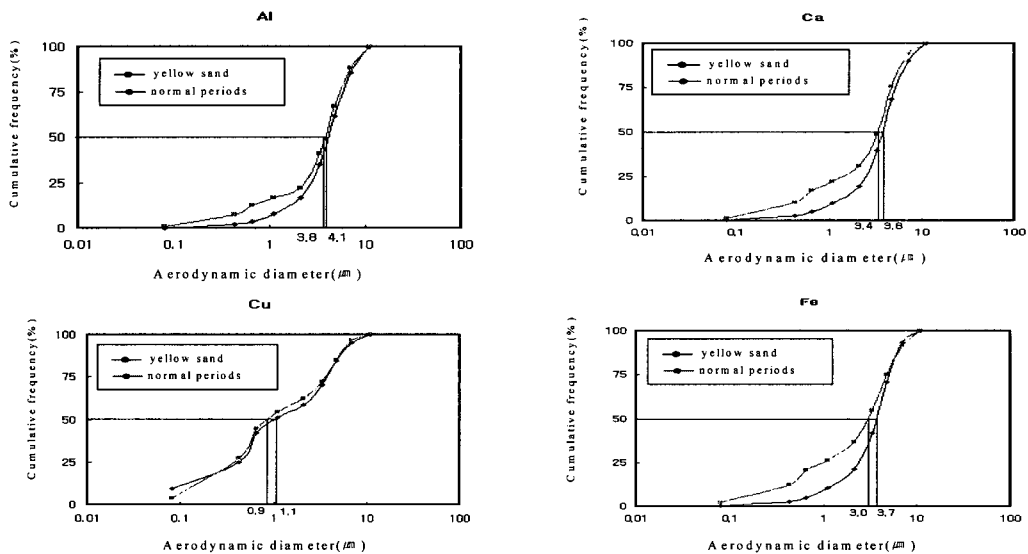 Al
Cumulative frequency(%)
100
75
50
25
0
yellow sand
normal periods
0.01
0.1
1
3.8
4.1
10
100
Aerodynamic diameter(㎛)
Ca
Cumulative frequency(%)
100
75
50
25
0
yellow sand
normal periods
0.01
0.1
1
3.4
10
100
Aerodynamic diameter(㎛)
Cu
Cumulative frequency(%)
100
75
50
25
0
yellow sand
normal periods
0.01
0.1
0.9
1.1
10
100
Aerodynamic diameter(㎛)
Fe
Cumulative frequency(%)
100
75
50
25
0
yellow sand
normal periods
0.01
0.1
1
3.0
3.7
10
100
Aerodynamic diameter(㎛)